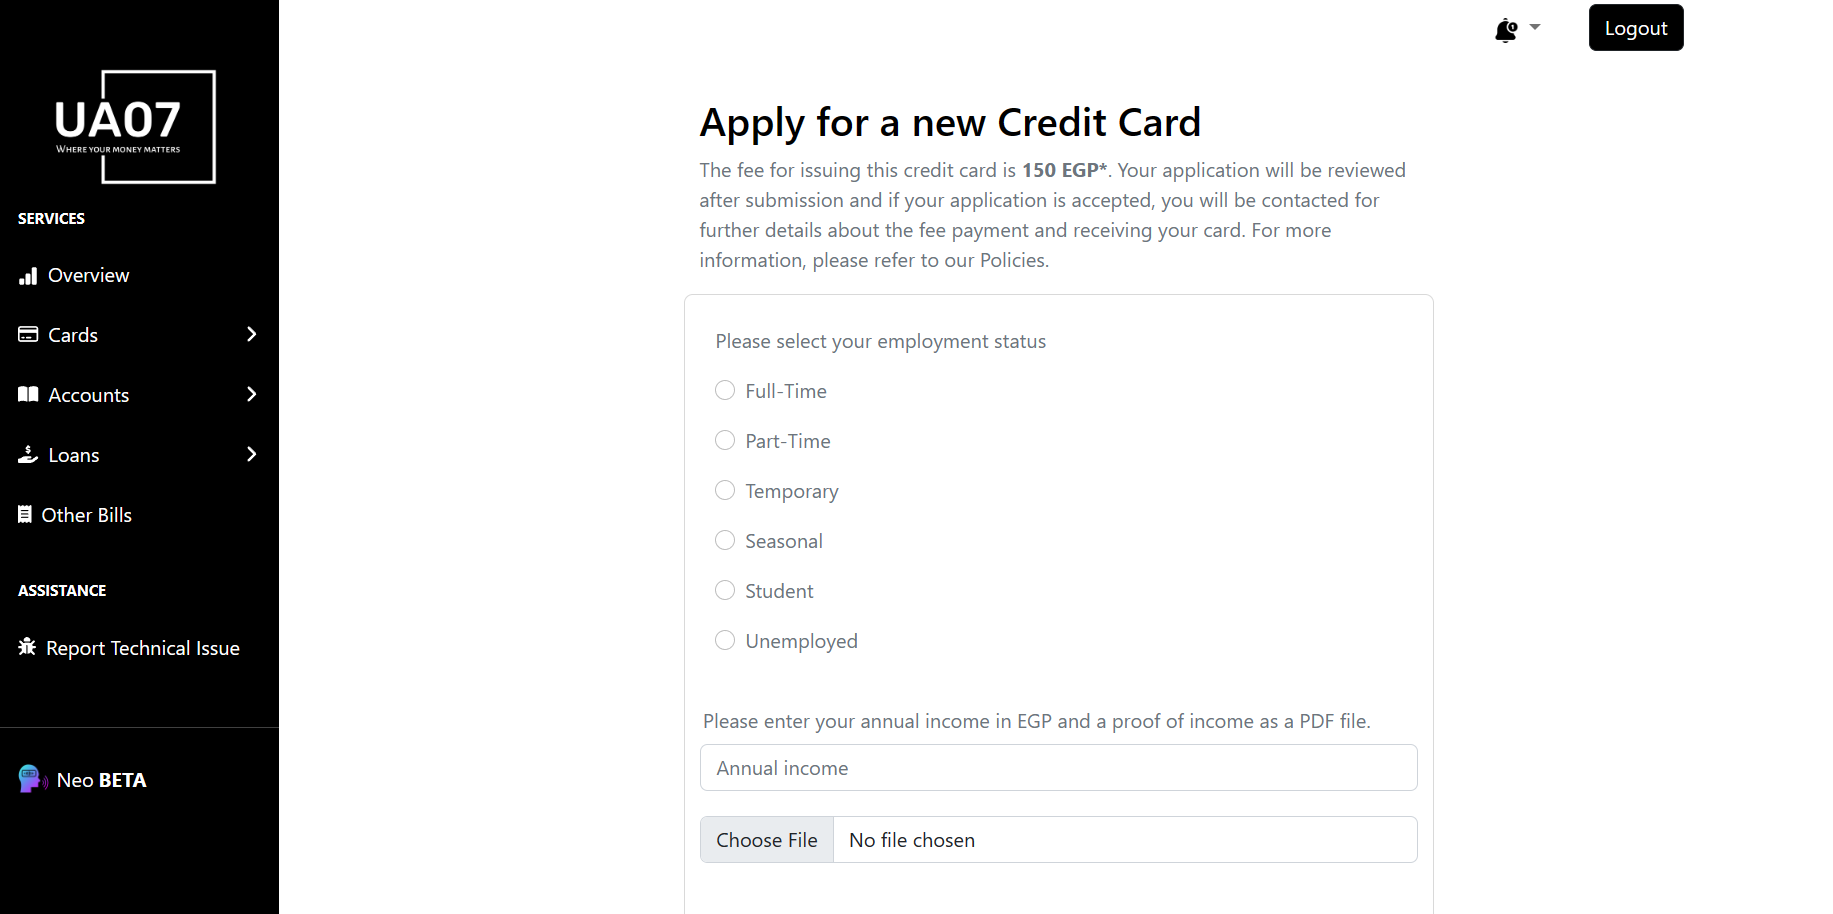 UA07
WHERE YOUR MONEY MATTERS
SERVICES
Overview
Cards
Accounts
Loans
Other Bills
ASSISTANCE
Report Technical Issue
Neo BETA
Logout
Apply for a new Credit Card
The fee for issuing this credit card is 150 EGP*. Your application will be reviewed
after submission and if your application is accepted, you will be contacted for
further details about the fee payment and receiving your card. For more
information, please refer to our Policies.
Please select your employment status
Full-Time
Part-Time
Temporary
Seasonal
Student
Unemployed
Please enter your annual income in EGP and a proof of income as a PDF file.
Annual income
Choose File No file chosen